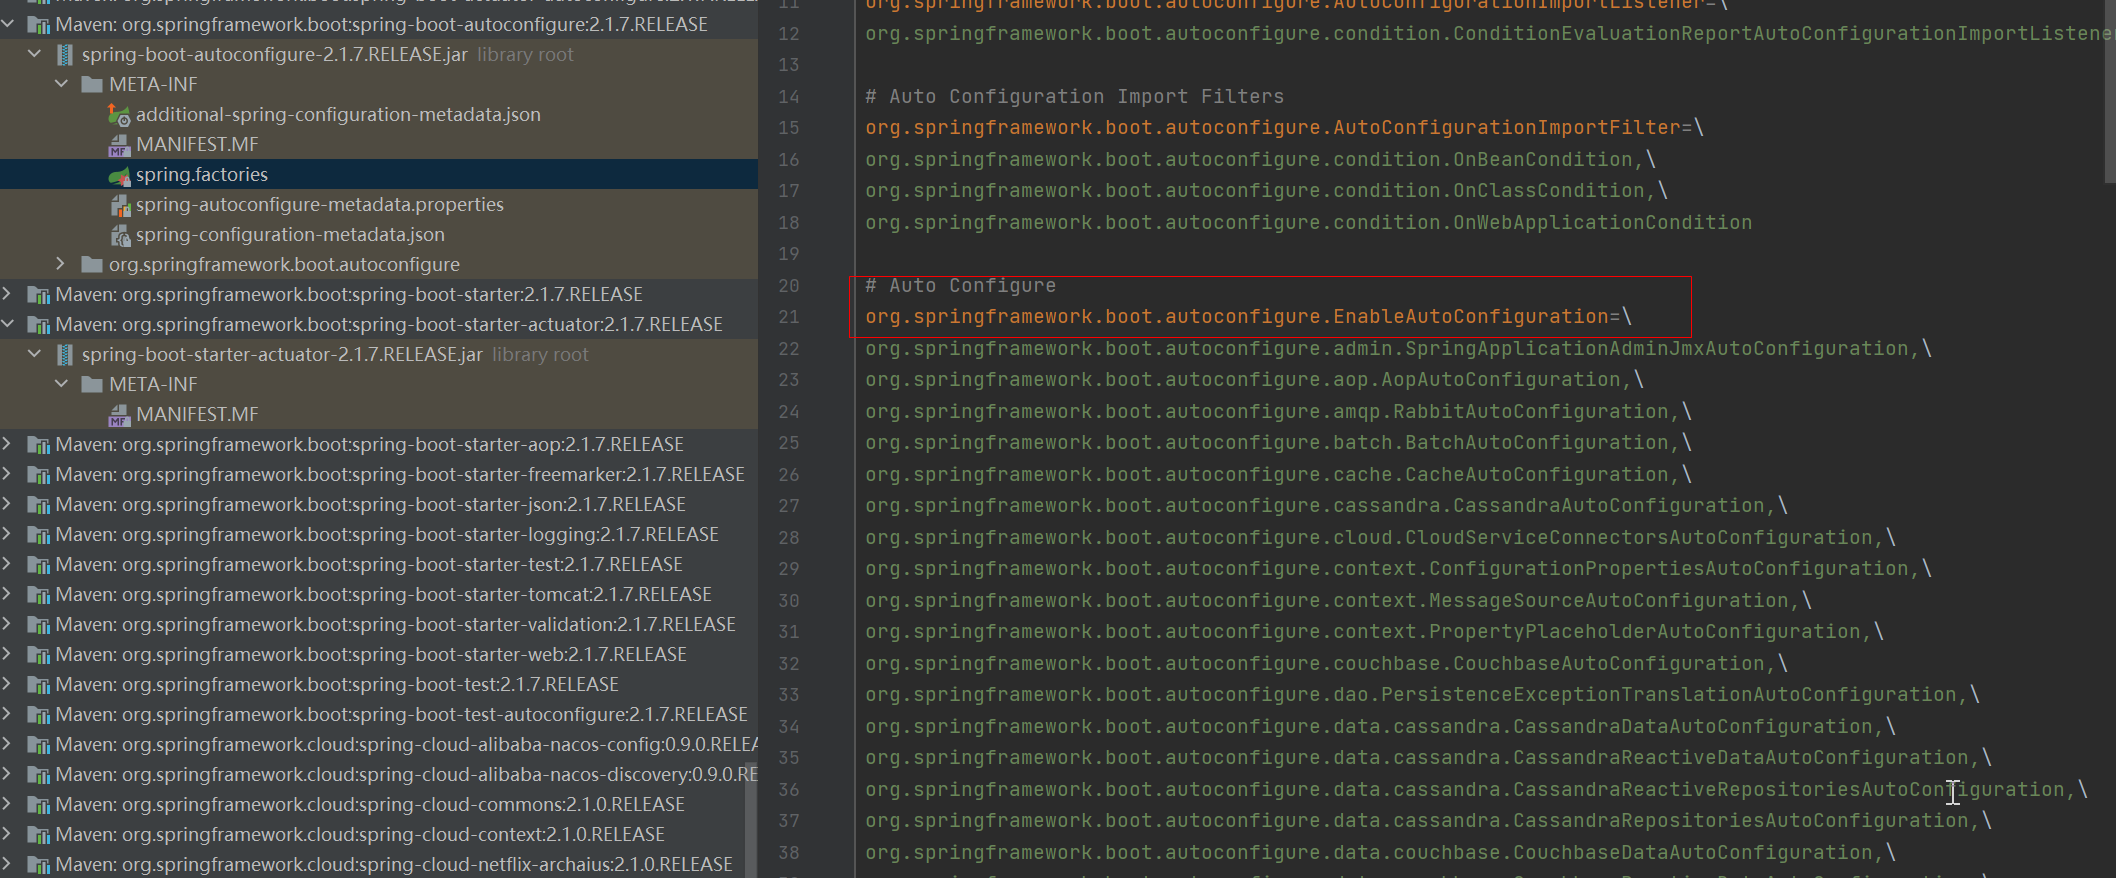 Maven: org.springframework.boot:spring-boot-autoconfigure:2.1.7.RELEASE
spring-boot-autoconfigure-2.1.7.RELEASE.jar library root
META-INF
additional-spring-configuration-metadata.json
MANIFEST.MF
spring.factories
spring-autoconfigure-metadata.properties
spring-configuration-metadata.json
org.springframework.boot.autoconfigure
Maven: org.springframework.boot:spring-boot-starter:2.1.7.RELEASE
Maven: org.springframework.boot:spring-boot-starter-actuator:2.1.7.RELEASE
spring-boot-starter-actuator-2.1.7.RELEASE.jar library root
META-INF
MANIFEST.MF
Maven: org.springframework.boot:spring-boot-starter-aop:2.1.7.RELEASE
Maven: org.springframework.boot:spring-boot-starter-freemarker:2.1.7.RELEASE
Maven: org.springframework.boot:spring-boot-starter-json:2.1.7.RELEASE
Maven: org.springframework.boot:spring-boot-starter-logging:2.1.7.RELEASE
Maven: org.springframework.boot:spring-boot-starter-test:2.1.7.RELEASE
Maven: org.springframework.boot:spring-boot-starter-tomcat:2.1.7.RELEASE
Maven: org.springframework.boot:spring-boot-starter-validation:2.1.7.RELEASE
Maven: org.springframework.boot:spring-boot-starter-web:2.1.7.RELEASE
Maven: org.springframework.boot:spring-boot-test:2.1.7.RELEASE
Maven: org.springframework.boot:spring-boot-test-autoconfigure:2.1.7.RELEASE
Maven: org.springframework.cloud:spring-cloud-alibaba-nacos-config:0.9.0.RELEA
Maven: org.springframework.cloud:spring-cloud-alibaba-nacos-discovery:0.9.0.RE
Maven: org.springframework.cloud:spring-cloud-commons:2.1.0.RELEASE
Maven: org.springframework.cloud:spring-cloud-context:2.1.0.RELEASE
Maven: org.springframework.cloud:spring-cloud-netflix-archaius:2.1.0.RELEASE
11 org.springframework.boot.autoconfigure.AutoConfigurationImportListener=\
12 org.springframework.boot.autoconfigure.condition.ConditionEvaluationReportAutoConfigurationImportListener
13
14 # Auto Configuration Import Filters
15 org.springframework.boot.autoconfigure.AutoConfigurationImportFilter=\
16 org.springframework.boot.autoconfigure.condition.OnBeanCondition,\
17 org.springframework.boot.autoconfigure.condition.OnClassCondition,\
18 org.springframework.boot.autoconfigure.condition.OnWebApplicationCondition
19
20 # Auto Configure
21 org.springframework.boot.autoconfigure.EnableAutoConfiguration=\
22 org.springframework.boot.autoconfigure.admin.SpringApplicationAdminJmxAutoConfiguration,\
23 org.springframework.boot.autoconfigure.aop.AopAutoConfiguration,\
24 org.springframework.boot.autoconfigure.amqp.RabbitAutoConfiguration,\
25 org.springframework.boot.autoconfigure.batch.BatchAutoConfiguration,\
26 org.springframework.boot.autoconfigure.cache.CacheAutoConfiguration,\
27 org.springframework.boot.autoconfigure.cassandra.CassandraAutoConfiguration,\
28 org.springframework.boot.autoconfigure.cloud.CloudServiceConnectorsAutoConfiguration,\
29 org.springframework.boot.autoconfigure.context.ConfigurationPropertiesAutoConfiguration,\
30 org.springframework.boot.autoconfigure.context.MessageSourceAutoConfiguration,\
31 org.springframework.boot.autoconfigure.context.PropertyPlaceholderAutoConfiguration,\
32 org.springframework.boot.autoconfigure.couchbase.CouchbaseAutoConfiguration,\
33 org.springframework.boot.autoconfigure.dao.PersistenceExceptionTranslationAutoConfiguration,\
34 org.springframework.boot.autoconfigure.data.cassandra.CassandraDataAutoConfiguration,\
35 org.springframework.boot.autoconfigure.data.cassandra.CassandraReactiveDataAutoConfiguration,\
36 org.springframework.boot.autoconfigure.data.cassandra.CassandraReactiveRepositoriesAutoConfiguration,\
37 org.springframework.boot.autoconfigure.data.cassandra.CassandraRepositoriesAutoConfiguration,\
38 org.springframework.boot.autoconfigure.data.couchbase.CouchbaseDataAutoConfiguration,\